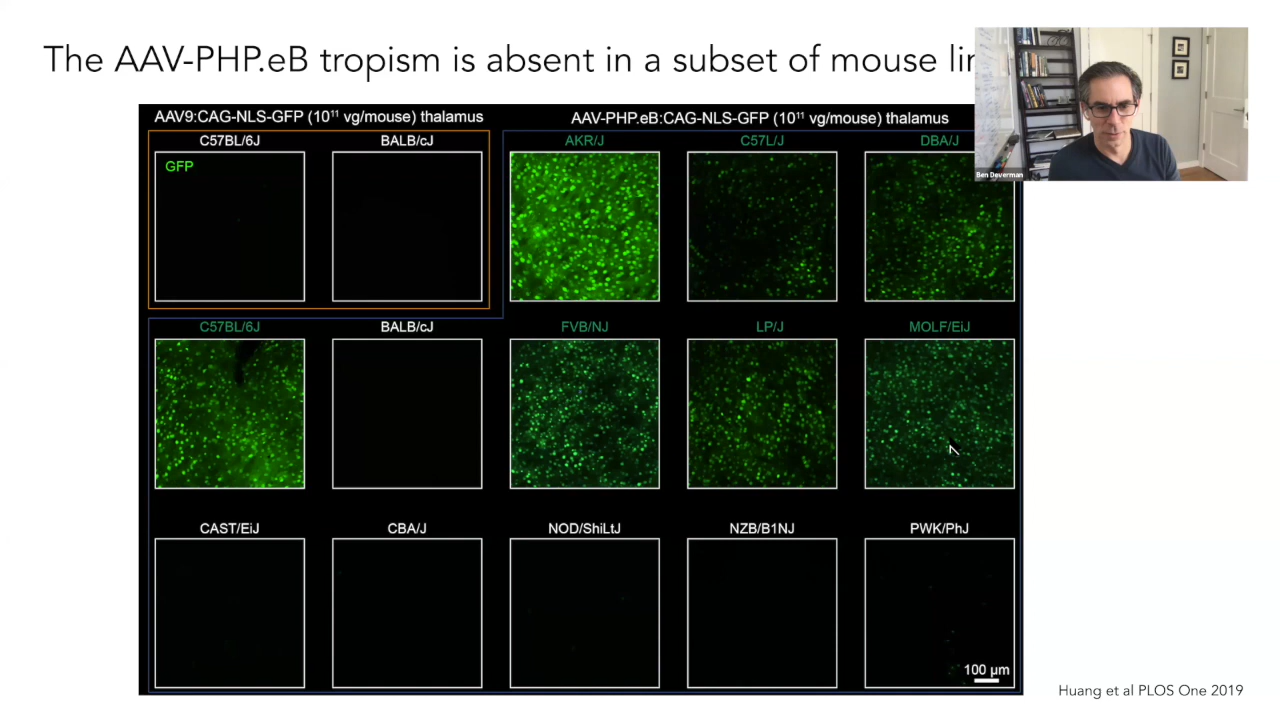 The AAV-PHP.eB tropism is absent in a subset of mouse
Ben Deverman
AAV9:CAG-NLS-GFP (10¹¹ vg/mouse) thalamus
AAV-PHP.eB:CAG-NLS-GFP (10¹¹ vg/mouse) thalamus
C57BL/6J BALB/cJ AKR/J C57L/J DBA/J
GFP
C57BL/6J BALB/cJ FVB/NJ LP/J MOLF/EiJ
CAST/EiJ CBA/J NOD/ShiLtJ NZB/B1NJ PWK/PhJ
100 µm
Huang et al PLOS One 2019